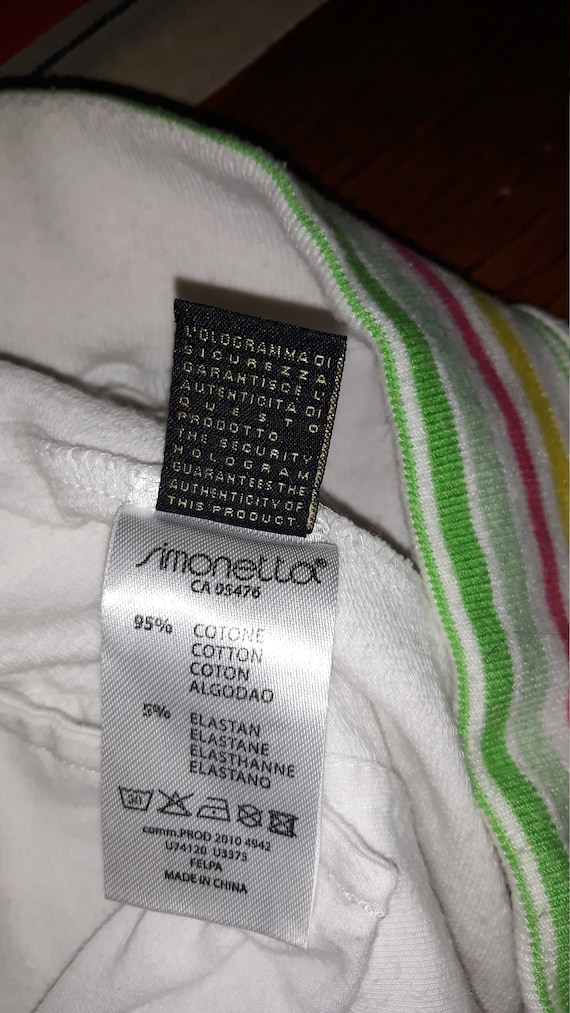 L'OLOGRAMMA DI
SICUREZZA
GARANTISCE L'
AUTENTICITÀ DI
QUESTO
PRODOTTO.
THE SECURITY
HOLOGRAM
GUARANTEES THE
AUTHENTICITY OF
THIS PRODUCT.
simonetta®
CA 05476
95% COTONE
COTTON
COTON
ALGODAO
5% ELASTAN
ELASTANE
ELASTHANNE
ELASTANO
30
comm.PROD 2010 4942
U74120 U3375
FELPA
MADE IN CHINA